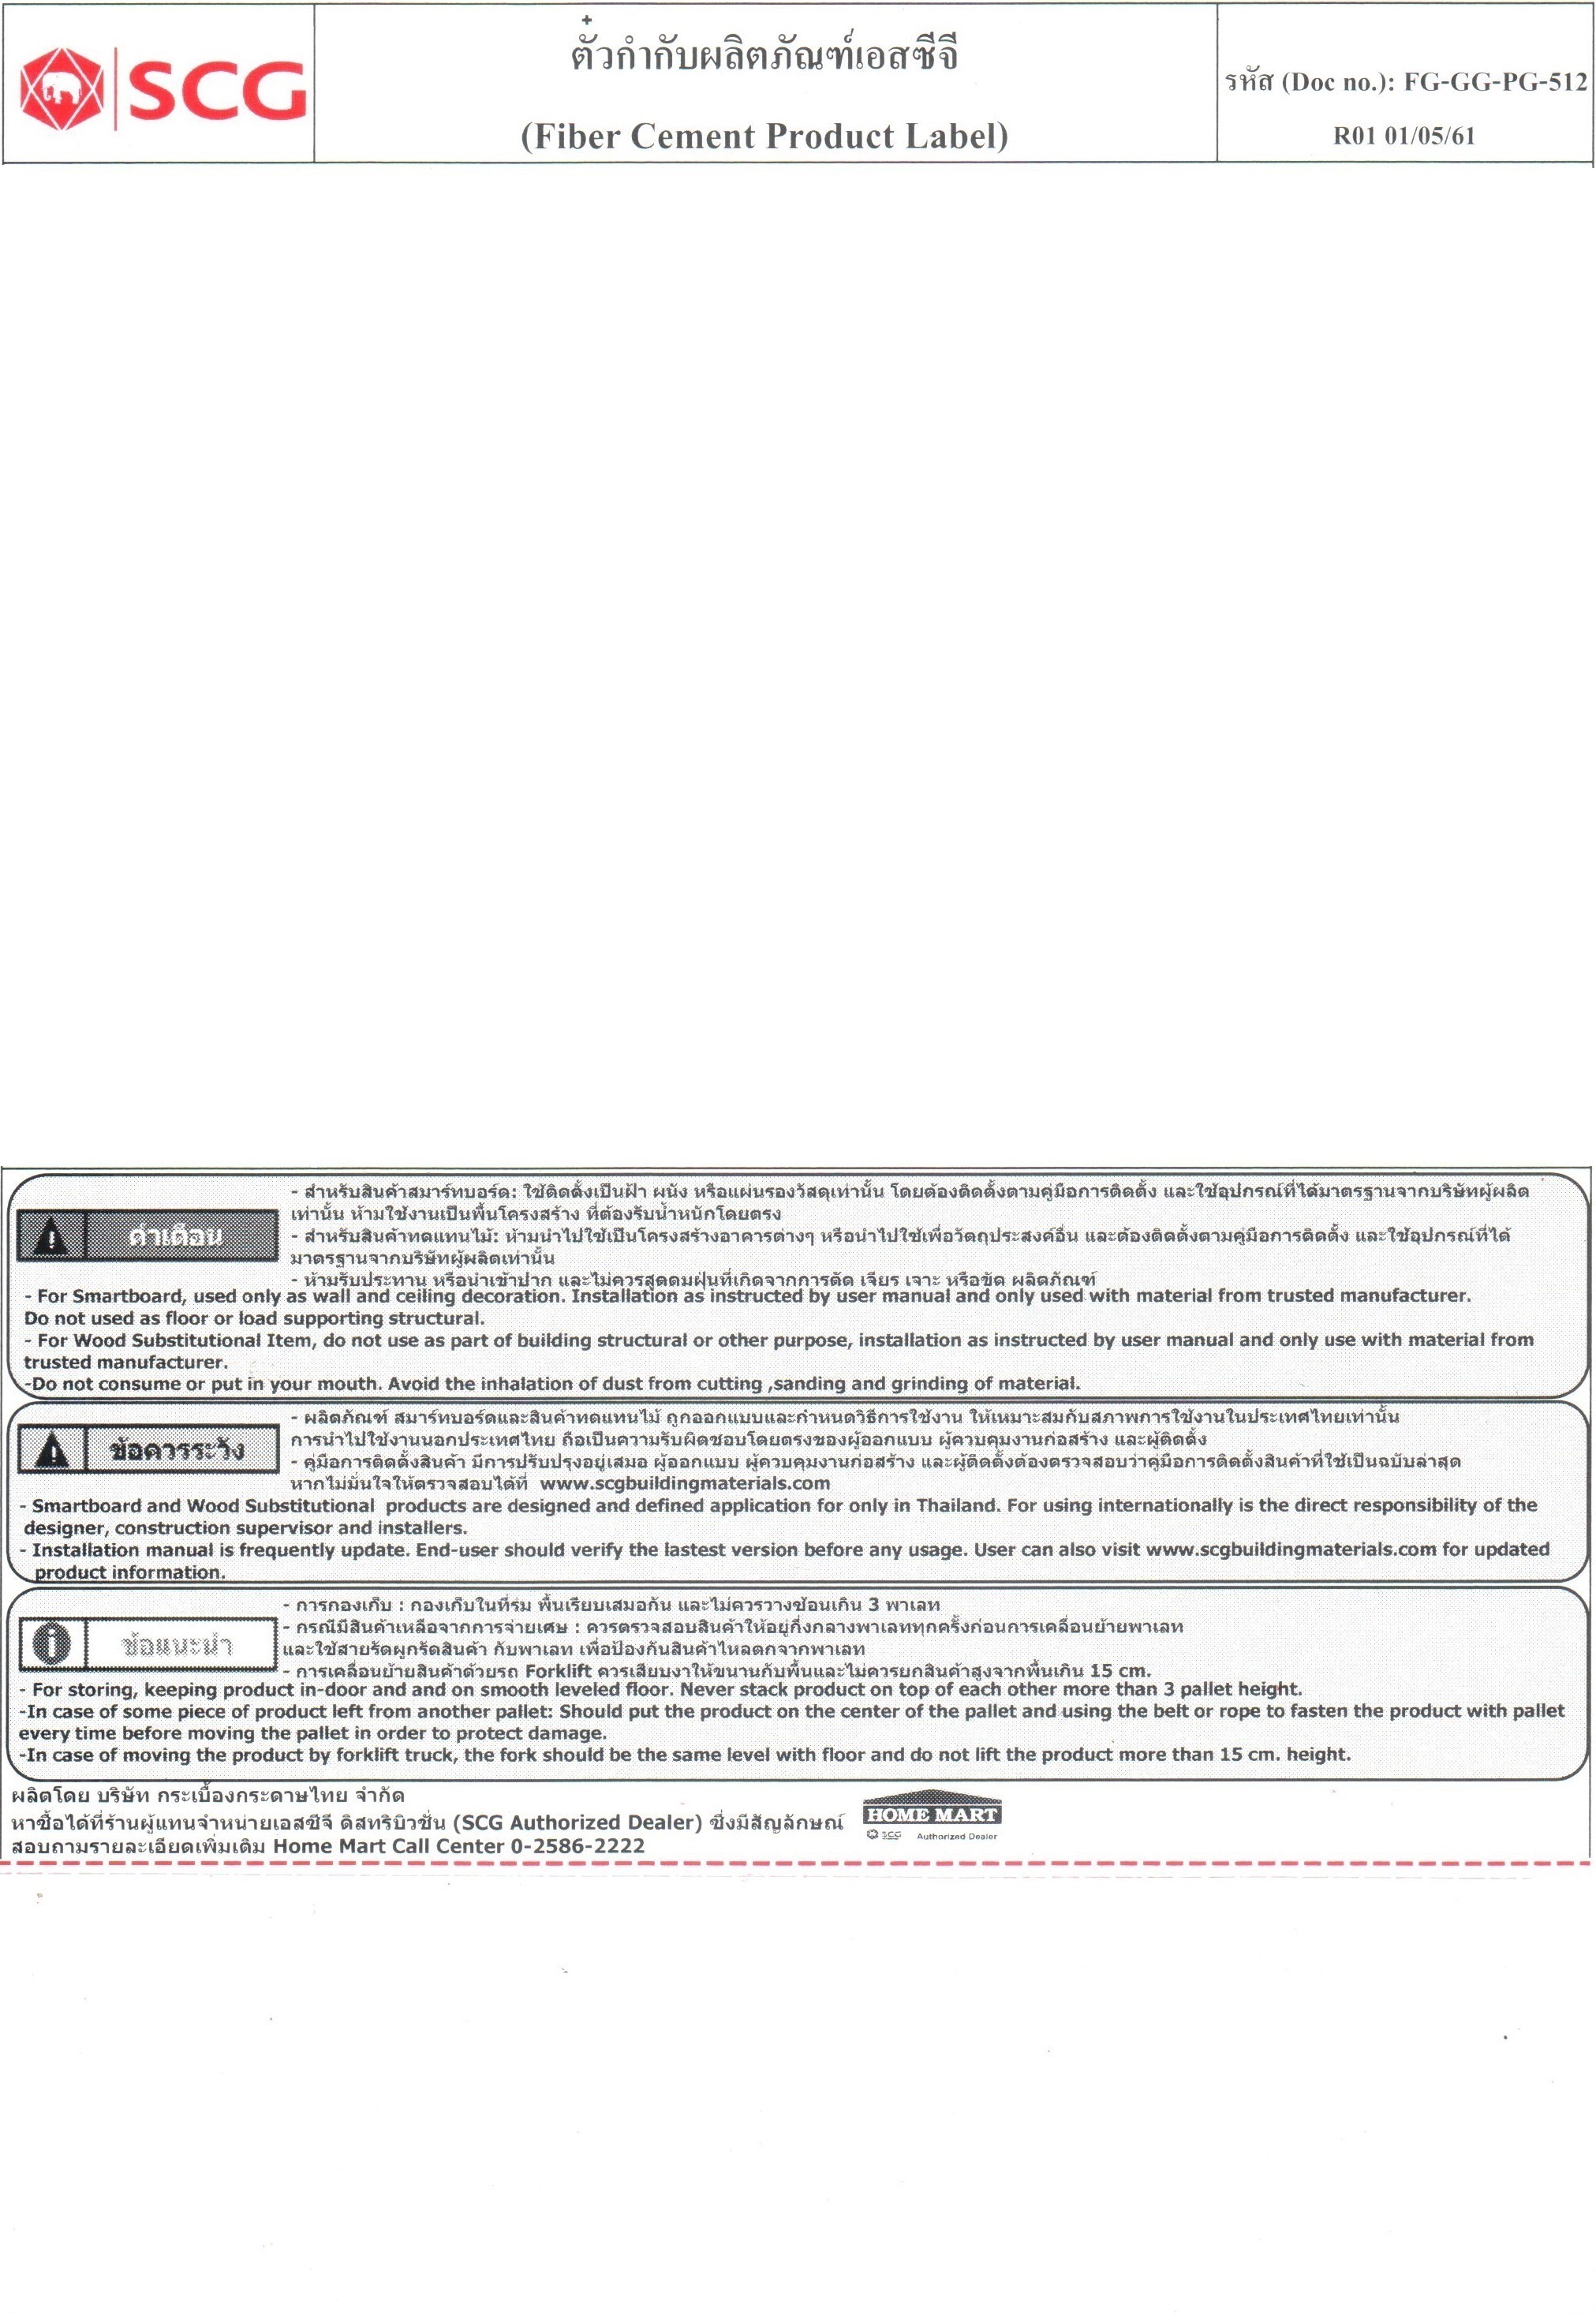 SCG
ตั๋วกำกับผลิตภัณฑ์เอสซีจี
(Fiber Cement Product Label)
รหัส (Doc no.): FG-GG-PG-512
R01 01/05/61
- สำหรับสินค้าสมาร์ทบอร์ด: ใช้ติดตั้งเป็นฝ้า ผนัง หรือแผ่นรองวัสดุเท่านั้น โดยต้องติดตั้งตามคู่มือการติดตั้ง และใช้อุปกรณ์ที่ได้มาตรฐานจากบริษัทผู้ผลิต
เท่านั้น ห้ามใช้งานเป็นพื้นโครงสร้าง ที่ต้องรับน้ำหนักโดยตรง
คำเตือน
- สำหรับสินค้าทดแทนไม้: ห้ามนำไปใช้เป็นโครงสร้างอาคารต่างๆ หรือนำไปใช้เพื่อวัตถุประสงค์อื่น และต้องติดตั้งตามคู่มือการติดตั้ง และใช้อุปกรณ์ที่ได้
มาตรฐานจากบริษัทผู้ผลิตเท่านั้น
- ห้ามรับประทาน หรือนำเข้าปาก และไม่ควรสูดดมฝุ่นที่เกิดจากการตัด เจียร เจาะ หรือขัด ผลิตภัณฑ์
- For Smartboard, used only as wall and ceiling decoration. Installation as instructed by user manual and only used with material from trusted manufacturer.
Do not used as floor or load supporting structural.
- For Wood Substitutional Item, do not use as part of building structural or other purpose, installation as instructed by user manual and only use with material from
trusted manufacturer.
-Do not consume or put in your mouth. Avoid the inhalation of dust from cutting ,sanding and grinding of material.
- ผลิตภัณฑ์ สมาร์ทบอร์ดและสินค้าทดแทนไม้ ถูกออกแบบและกำหนดวิธีการใช้งาน ให้เหมาะสมกับสภาพการใช้งานในประเทศไทยเท่านั้น
ข้อควรระวัง
การนำไปใช้งานนอกประเทศไทย ถือเป็นความรับผิดชอบโดยตรงของผู้ออกแบบ ผู้ควบคุมงานก่อสร้าง และผู้ติดตั้ง
- คู่มือการติดตั้งสินค้า มีการปรับปรุงอยู่เสมอ ผู้ออกแบบ ผู้ควบคุมงานก่อสร้าง และผู้ติดตั้งต้องตรวจสอบว่าคู่มือการติดตั้งสินค้าที่ใช้เป็นฉบับล่าสุด
หากไม่มั่นใจให้ตรวจสอบได้ที่ www.scgbuildingmaterials.com
- Smartboard and Wood Substitutional products are designed and defined application for only in Thailand. For using internationally is the direct responsibility of the
designer, construction supervisor and installers.
- Installation manual is frequently update. End-user should verify the lastest version before any usage. User can also visit www.scgbuildingmaterials.com for updated
product information.
- การกองเก็บ : กองเก็บในที่ร่ม พื้นเรียบเสมอกัน และไม่ควรวางซ้อนเกิน 3 พาเลท
- กรณีมีสินค้าเหลือจากการจ่ายเศษ : ควรตรวจสอบสินค้าให้อยู่กึ่งกลางพาเลททุกครั้งก่อนการเคลื่อนย้ายพาเลท
ข้อแนะนำ
และใช้สายรัดผูกรัดสินค้า กับพาเลท เพื่อป้องกันสินค้าไหลตกจากพาเลท
- การเคลื่อนย้ายสินค้าด้วยรถ Forklift ควรเสียบงาให้ขนานกับพื้นและไม่ควรยกสินค้าสูงจากพื้นเกิน 15 cm.
- For storing, keeping product in-door and and on smooth leveled floor. Never stack product on top of each other more than 3 pallet height.
-In case of some piece of product left from another pallet: Should put the product on the center of the pallet and using the belt or rope to fasten the product with pallet
every time before moving the pallet in order to protect damage.
-In case of moving the product by forklift truck, the fork should be the same level with floor and do not lift the product more than 15 cm. height.
ผลิตโดย บริษัท กระเบื้องกระดาษไทย จำกัด
หาซื้อได้ที่ร้านผู้แทนจำหน่ายเอสซีจี ดิสทริบิวชั่น (SCG Authorized Dealer) ซึ่งมีสัญลักษณ์
HOME MART
SCG Authorized Dealer
สอบถามรายละเอียดเพิ่มเติม Home Mart Call Center 0-2586-2222